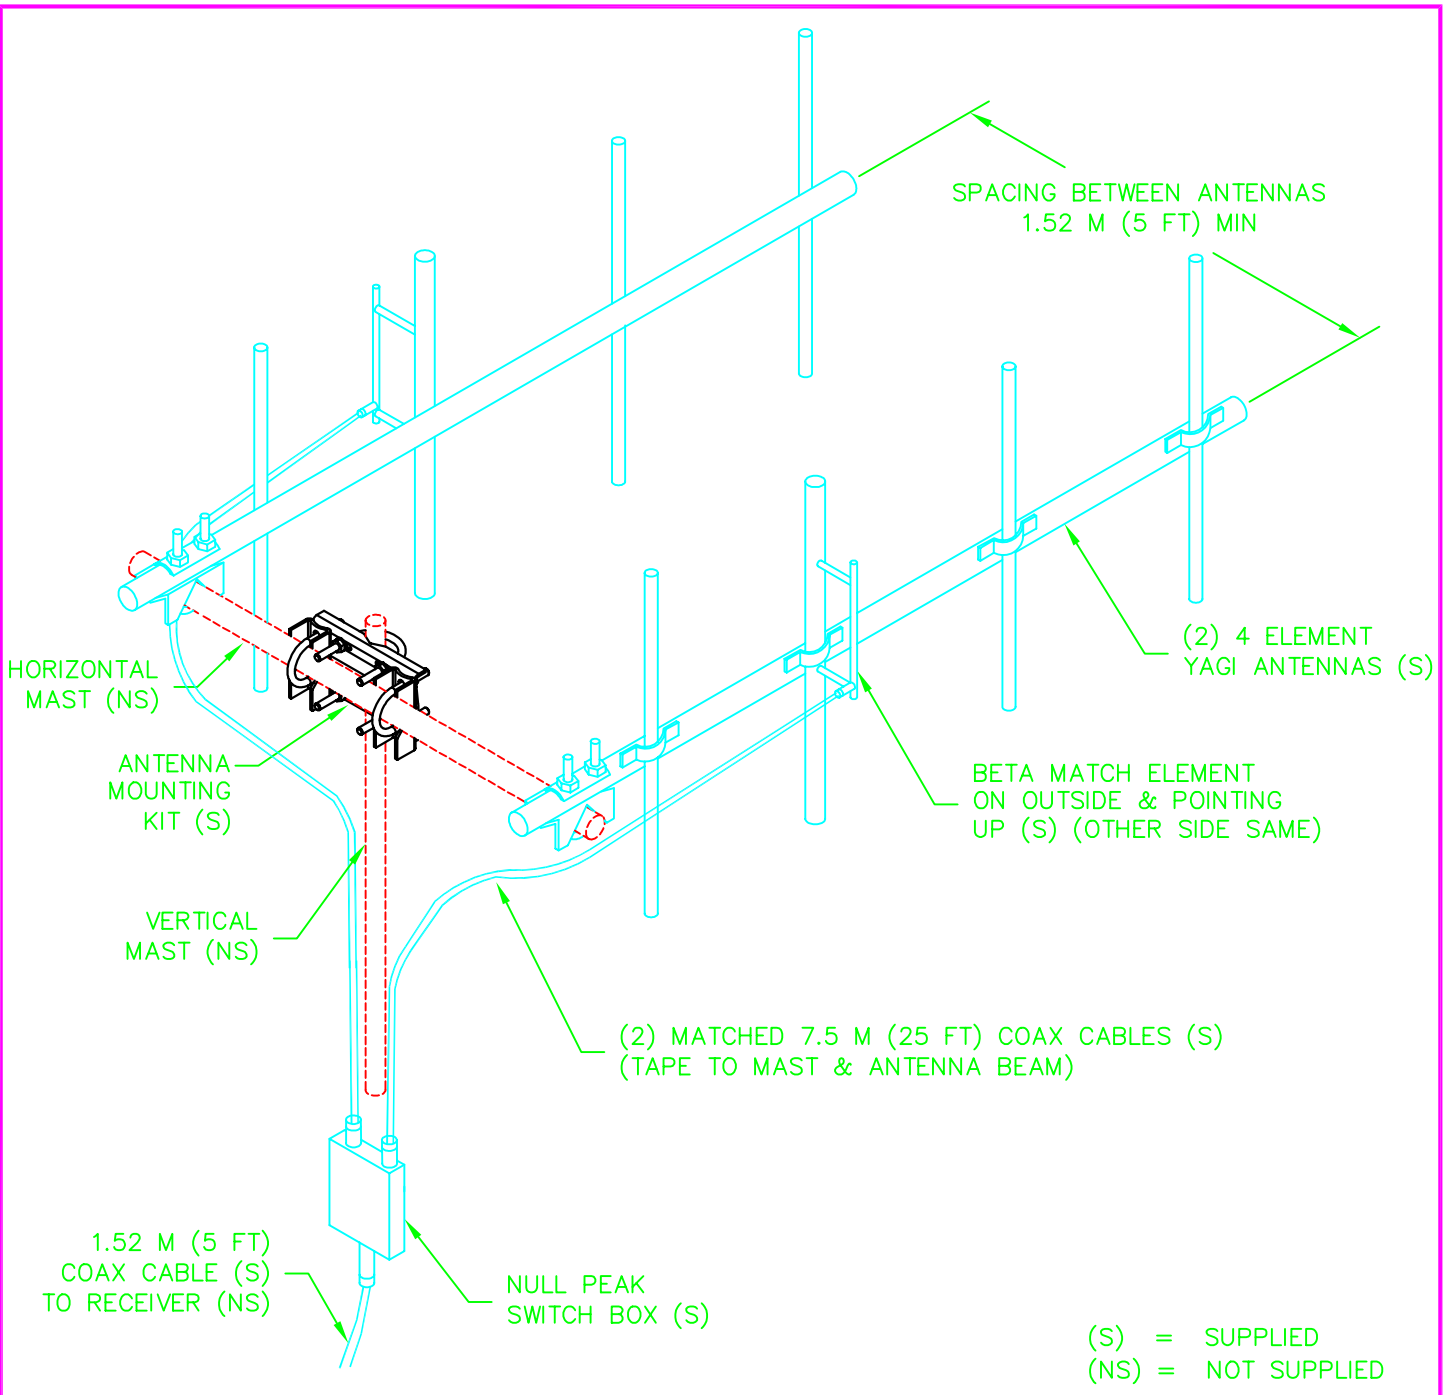 SPACING BETWEEN ANTENNAS
1.52 M (5 FT) MIN
(2) 4 ELEMENT
YAGI ANTENNAS (S)
HORIZONTAL
MAST (NS)
ANTENNA
MOUNTING
KIT (S)
BETA MATCH ELEMENT
ON OUTSIDE & POINTING
UP (S) (OTHER SIDE SAME)
VERTICAL
MAST (NS)
(2) MATCHED 7.5 M (25 FT) COAX CABLES (S)
(TAPE TO MAST & ANTENNA BEAM)
1.52 M (5 FT)
COAX CABLE (S)
TO RECEIVER (NS)
NULL PEAK
SWITCH BOX (S)
(S) = SUPPLIED
(NS) = NOT SUPPLIED